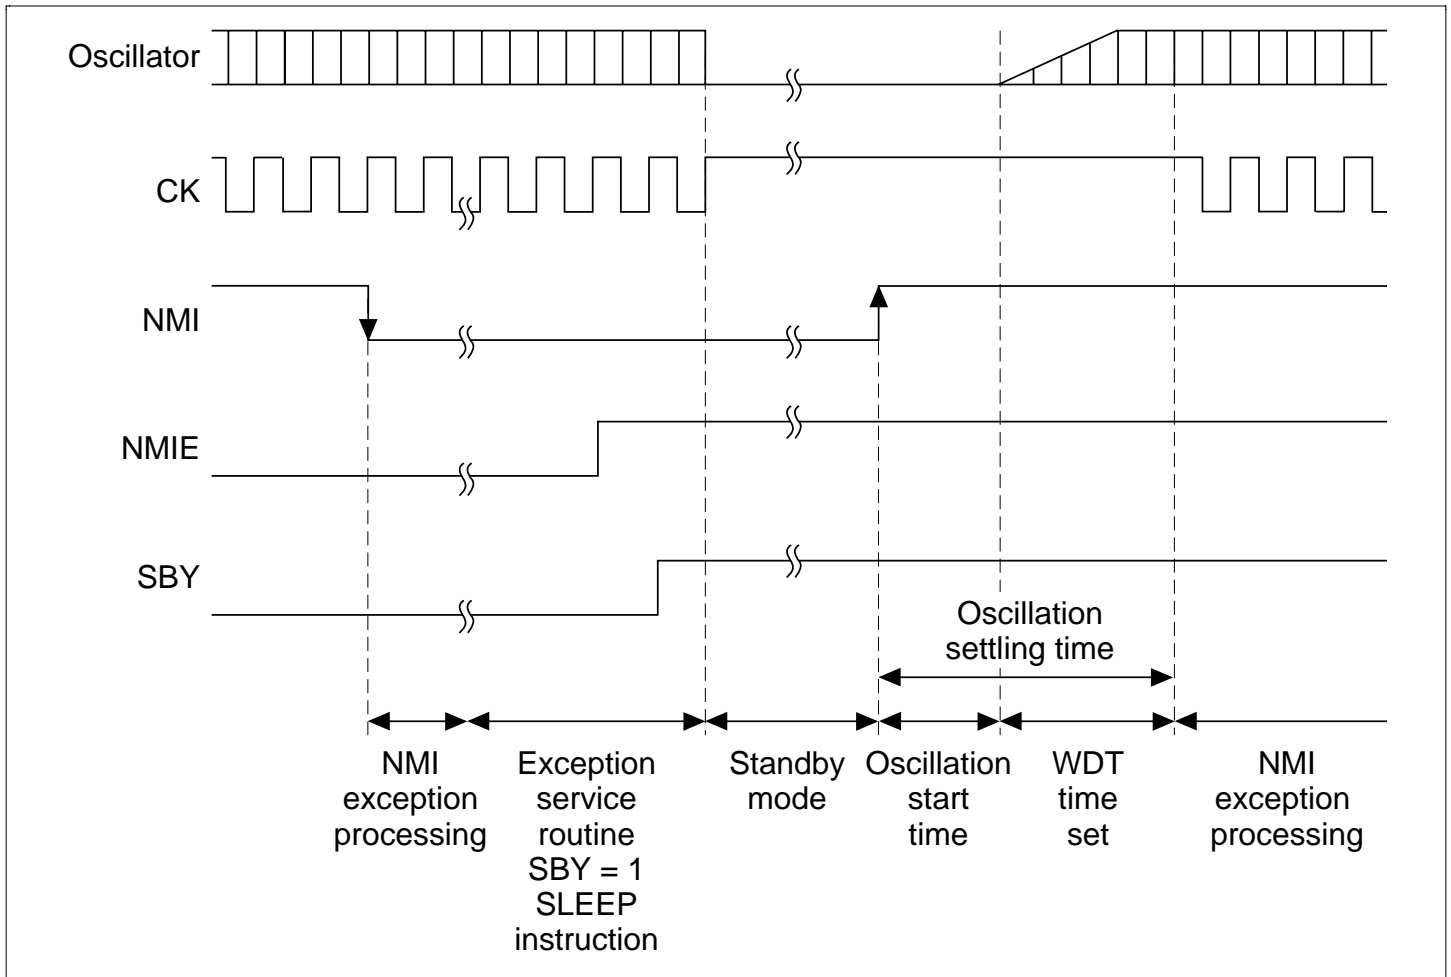 Oscillator
CK
NMI
NMIE
SBY
Oscillation
settling time
NMI
exception
processing
Exception
service
routine
SBY = 1
SLEEP
instruction
Standby
mode
Oscillation
start
time
WDT
time
set
NMI
exception
processing